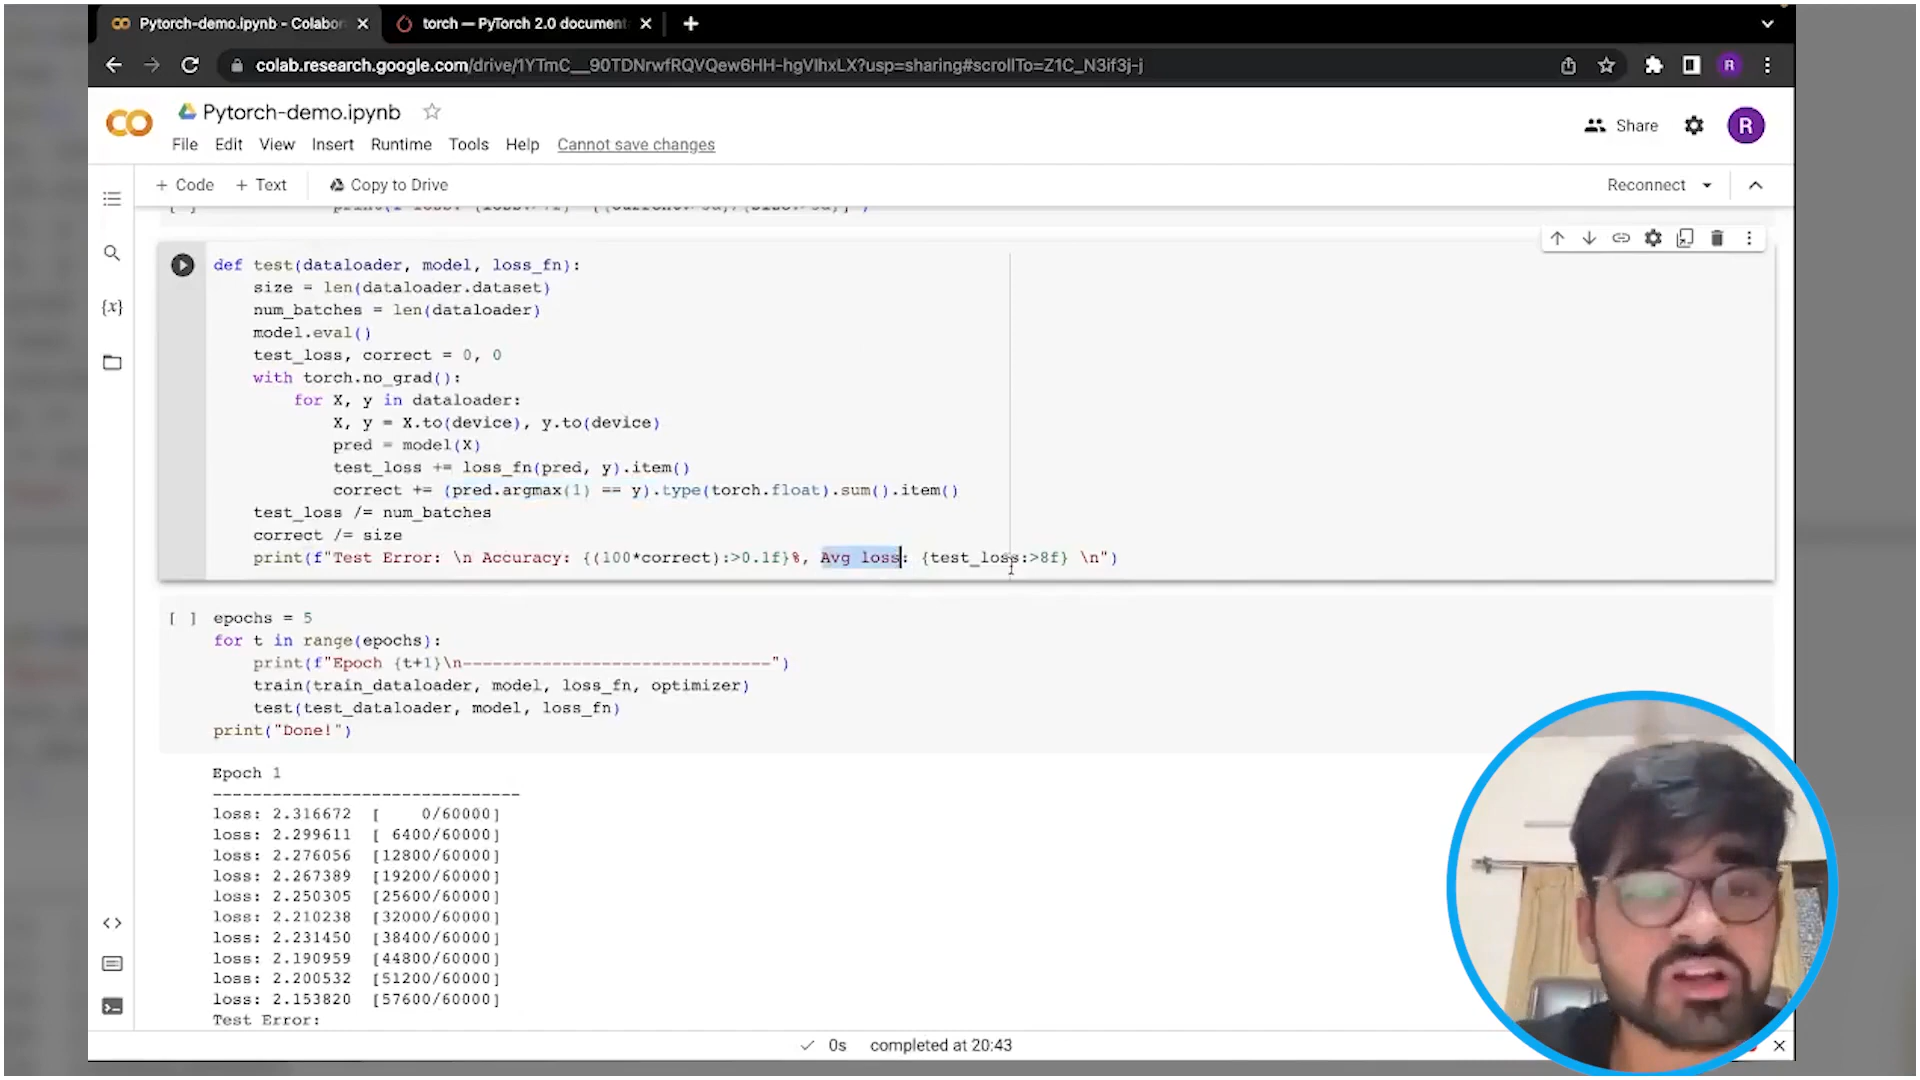 Pytorch-demo.ipynb - Colabor
torch — PyTorch 2.0 document
colab.research.google.com/drive/1YTmC__90TDNrwfRQVQew6HH-hgVlhxLX?usp=sharing#scrollTo=Z1C_N3if3j-j
R
CO
Pytorch-demo.ipynb
Share
R
File Edit View Insert Runtime Tools Help Cannot save changes
+ Code + Text Copy to Drive
Reconnect
def test(dataloader, model, loss_fn):
size = len(dataloader.dataset)
num_batches = len(dataloader)
model.eval()
test_loss, correct = 0, 0
with torch.no_grad():
for X, y in dataloader:
X, y = X.to(device), y.to(device)
pred = model(X)
test_loss += loss_fn(pred, y).item()
correct += (pred.argmax(1) == y).type(torch.float).sum().item()
test_loss /= num_batches
correct /= size
print(f"Test Error: \n Accuracy: {(100*correct):>0.1f}%, Avg loss: {test_loss:>8f} \n")
[ ] epochs = 5
for t in range(epochs):
print(f"Epoch {t+1}\n-------------------------------")
train(train_dataloader, model, loss_fn, optimizer)
test(test_dataloader, model, loss_fn)
print("Done!")
Epoch 1
-------------------------------
loss: 2.316672 [ 0/60000]
loss: 2.299611 [ 6400/60000]
loss: 2.276056 [12800/60000]
loss: 2.267389 [19200/60000]
loss: 2.250305 [25600/60000]
loss: 2.210238 [32000/60000]
loss: 2.231450 [38400/60000]
loss: 2.190959 [44800/60000]
loss: 2.200532 [51200/60000]
loss: 2.153820 [57600/60000]
Test Error:
0s completed at 20:43